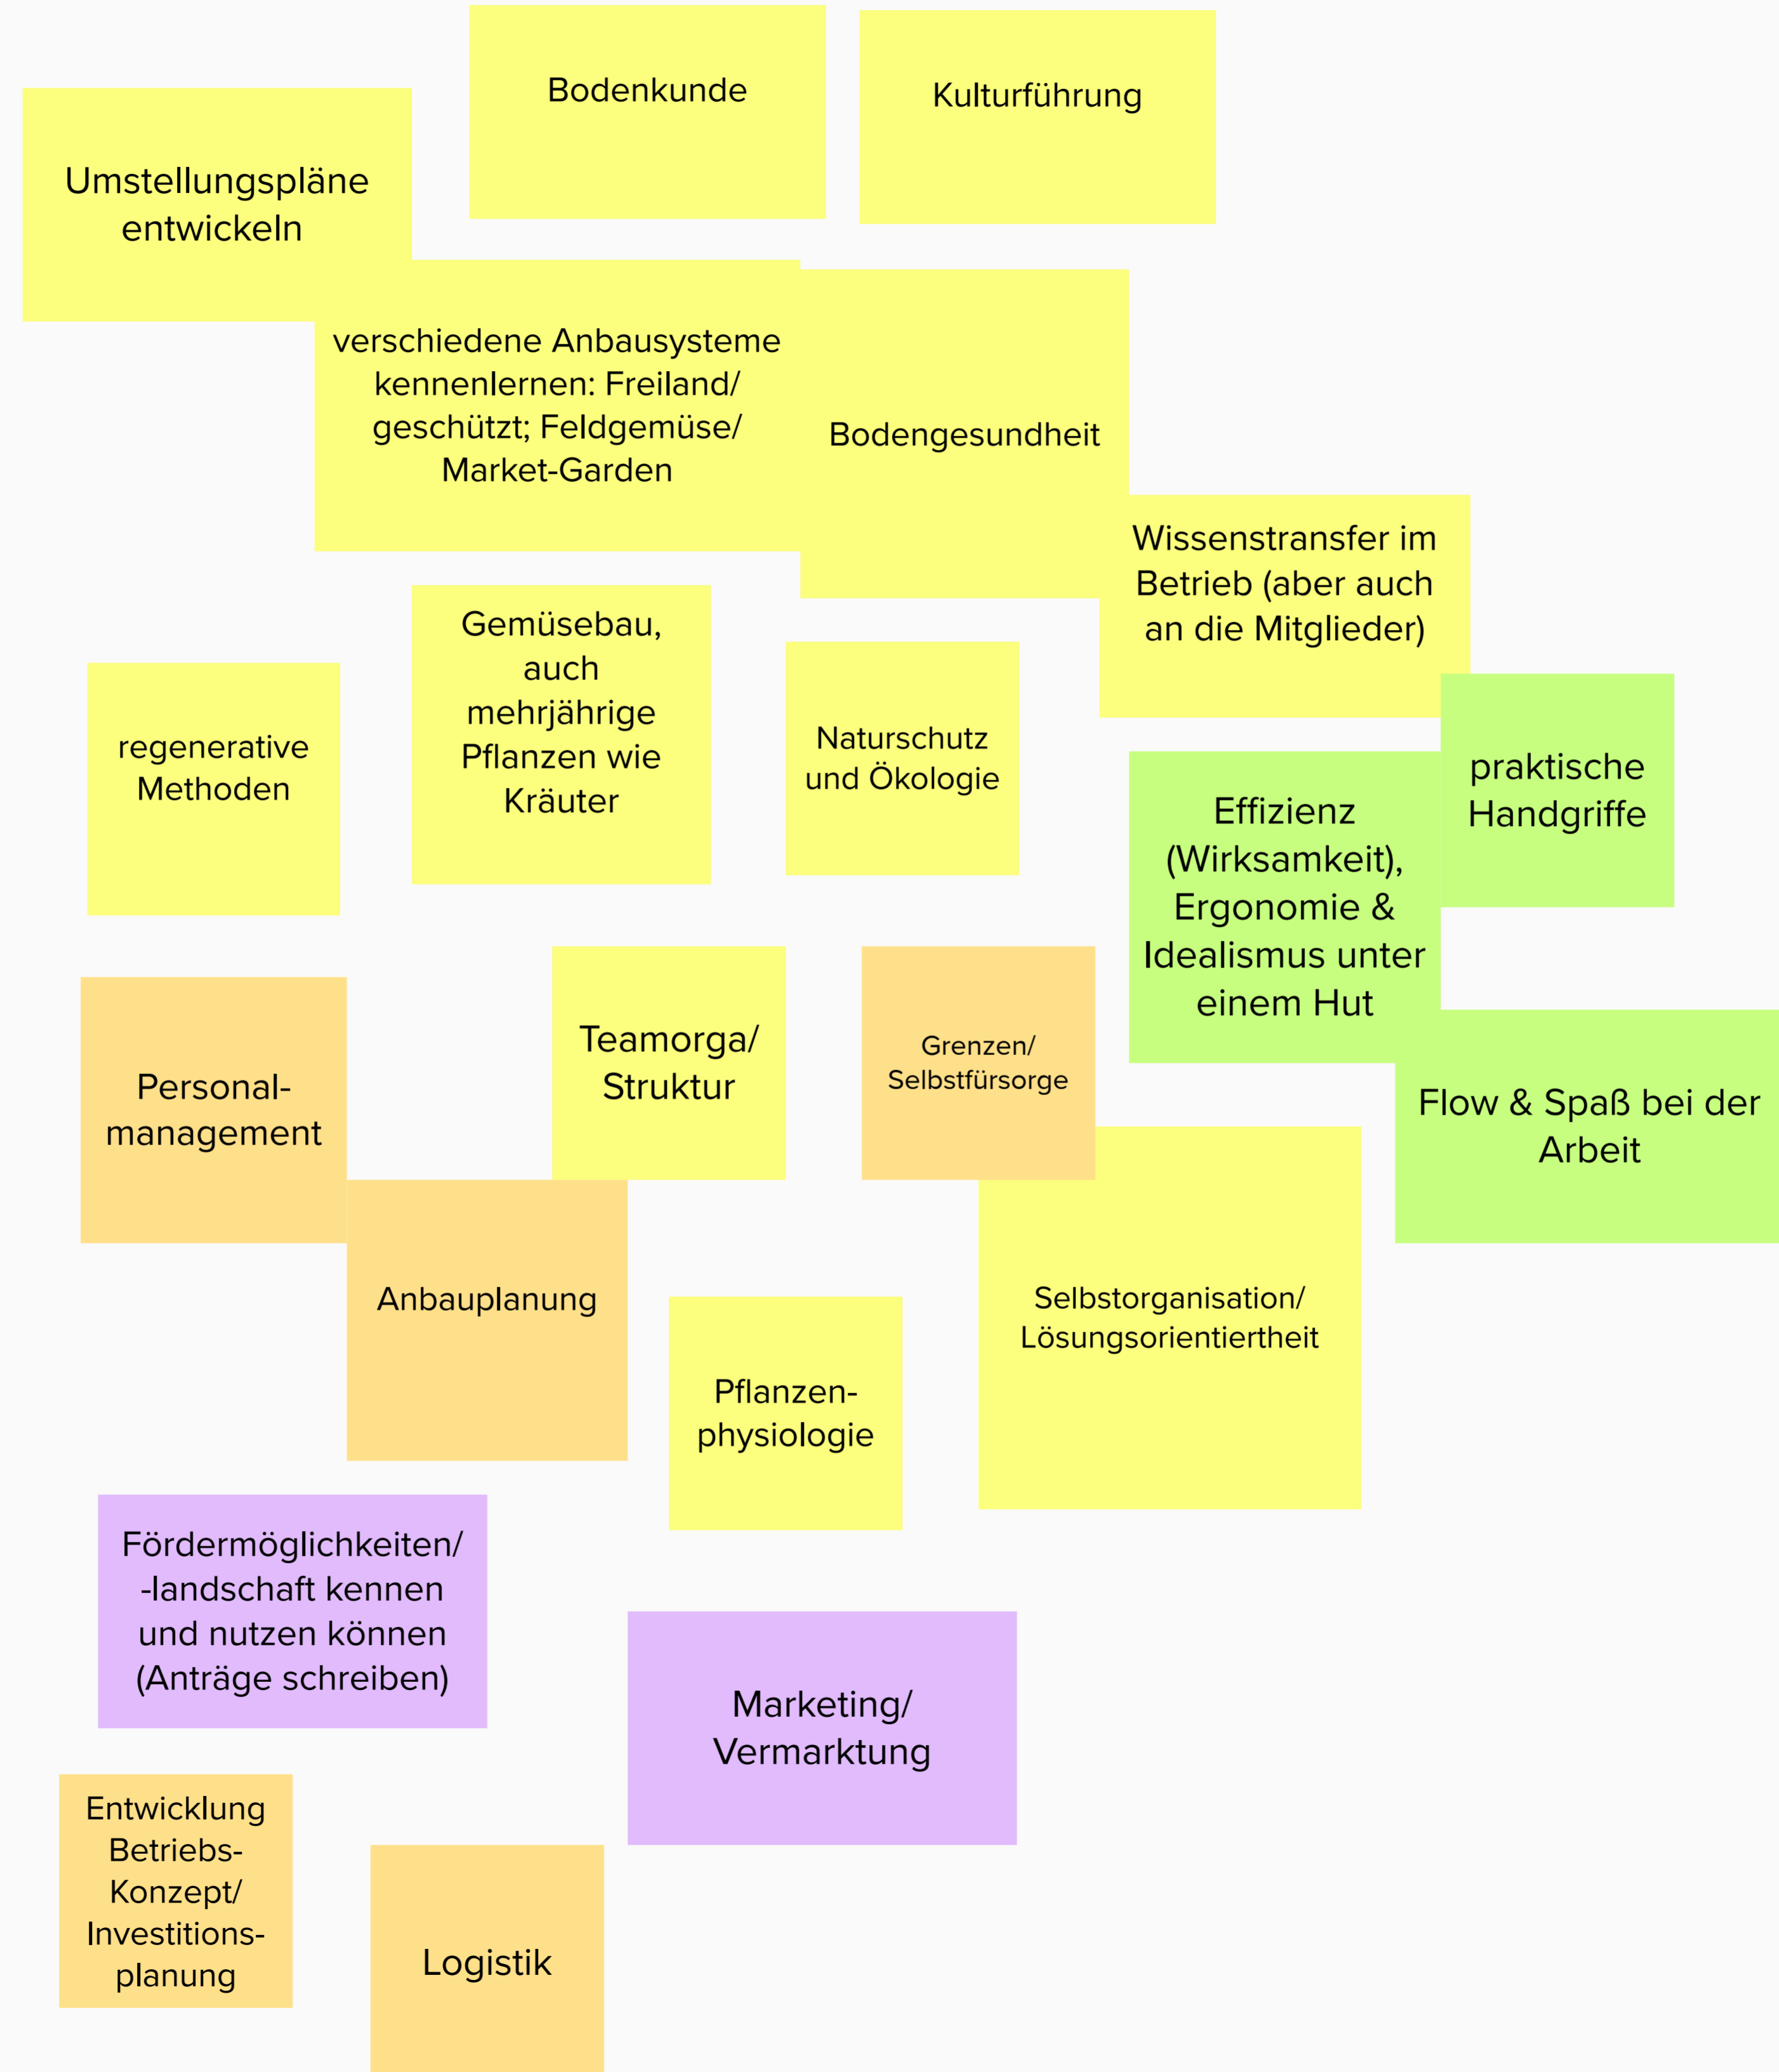 Bodenkunde
Kulturführung
Umstellungspläne
entwickeln
verschiedene Anbausysteme
kennenlernen: Freiland/
geschützt; Feldgemüse/
Market-Garden
Bodengesundheit
Wissenstransfer im
Betrieb (aber auch
an die Mitglieder)
Gemüsebau,
auch
mehrjährige
Pflanzen wie
Kräuter
regenerative
Methoden
Naturschutz
und Ökologie
praktische
Handgriffe
Effizienz
(Wirksamkeit),
Ergonomie &
Idealismus unter
einem Hut
Personal-
management
Teamorga/
Struktur
Grenzen/
Selbstfürsorge
Flow & Spaß bei der
Arbeit
Anbauplanung
Selbstorganisation/
Lösungsorientiertheit
Pflanzen-
physiologie
Fördermöglichkeiten/
-landschaft kennen
und nutzen können
(Anträge schreiben)
Marketing/
Vermarktung
Entwicklung
Betriebs-
Konzept/
Investitions-
planung
Logistik